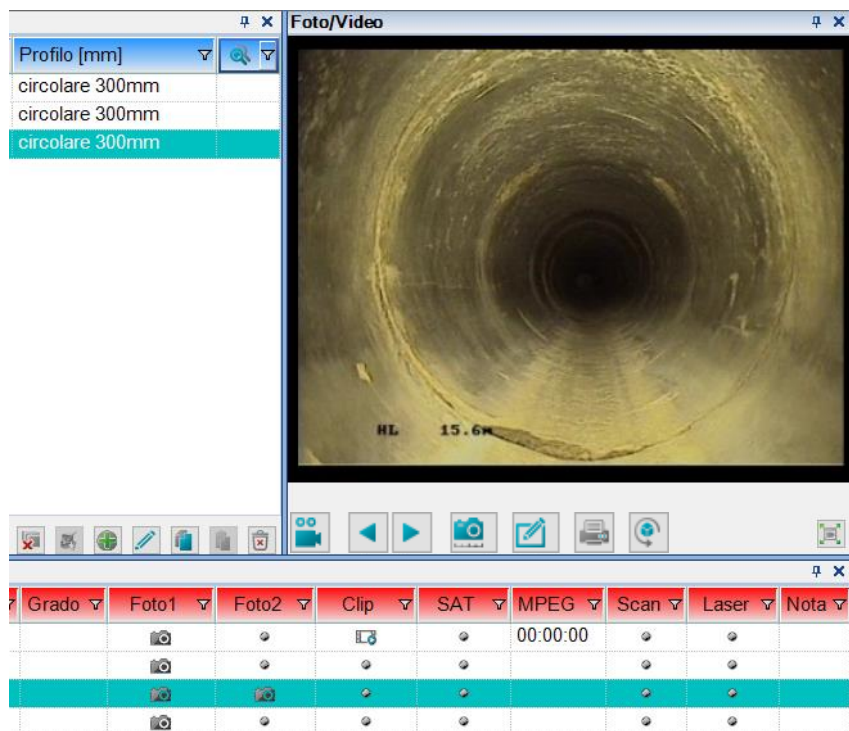 Foto/Video
Profilo [mm]
circolare 300mm
circolare 300mm
circolare 300mm
HL 15.6m
Grado Foto1 Foto2 Clip SAT MPEG Scan Laser Nota
00:00:00